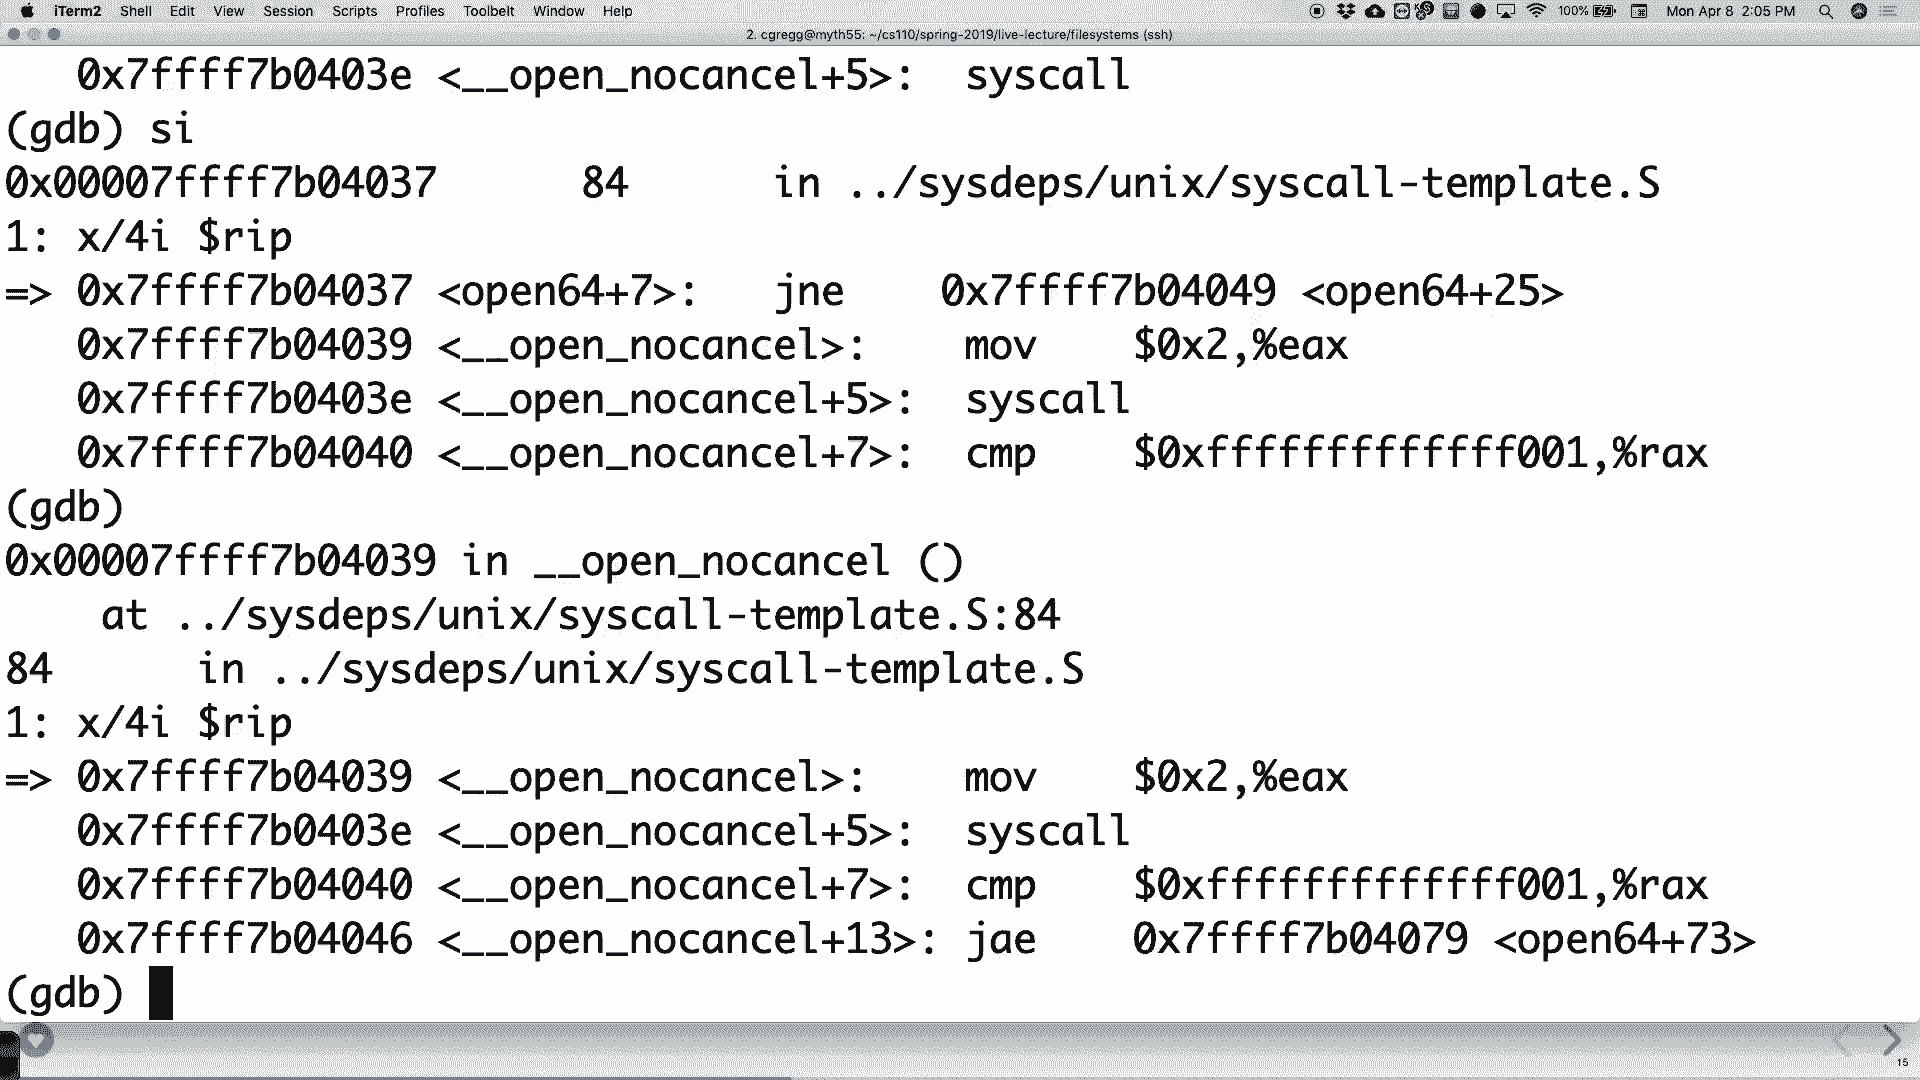 iTerm2 Shell Edit View Session Scripts Profiles Toolbelt Window Help 100% Mon Apr 8 2:05 PM
2. cgregg@myth55: ~/cs110/spring-2019/live-lecture/filesystems (ssh)
0x7ffff7b0403e <__open_nocancel+5>: syscall
(gdb) si
0x00007ffff7b04037 84 in ../sysdeps/unix/syscall-template.S
1: x/4i $rip
=> 0x7ffff7b04037 <open64+7>: jne 0x7ffff7b04049 <open64+25>
0x7ffff7b04039 <__open_nocancel>: mov $0x2,%eax
0x7ffff7b0403e <__open_nocancel+5>: syscall
0x7ffff7b04040 <__open_nocancel+7>: cmp $0xfffffffffffff001,%rax
(gdb)
0x00007ffff7b04039 in __open_nocancel ()
at ../sysdeps/unix/syscall-template.S:84
84 in ../sysdeps/unix/syscall-template.S
1: x/4i $rip
=> 0x7ffff7b04039 <__open_nocancel>: mov $0x2,%eax
0x7ffff7b0403e <__open_nocancel+5>: syscall
0x7ffff7b04040 <__open_nocancel+7>: cmp $0xfffffffffffff001,%rax
0x7ffff7b04046 <__open_nocancel+13>: jae 0x7ffff7b04079 <open64+73>
(gdb)
15